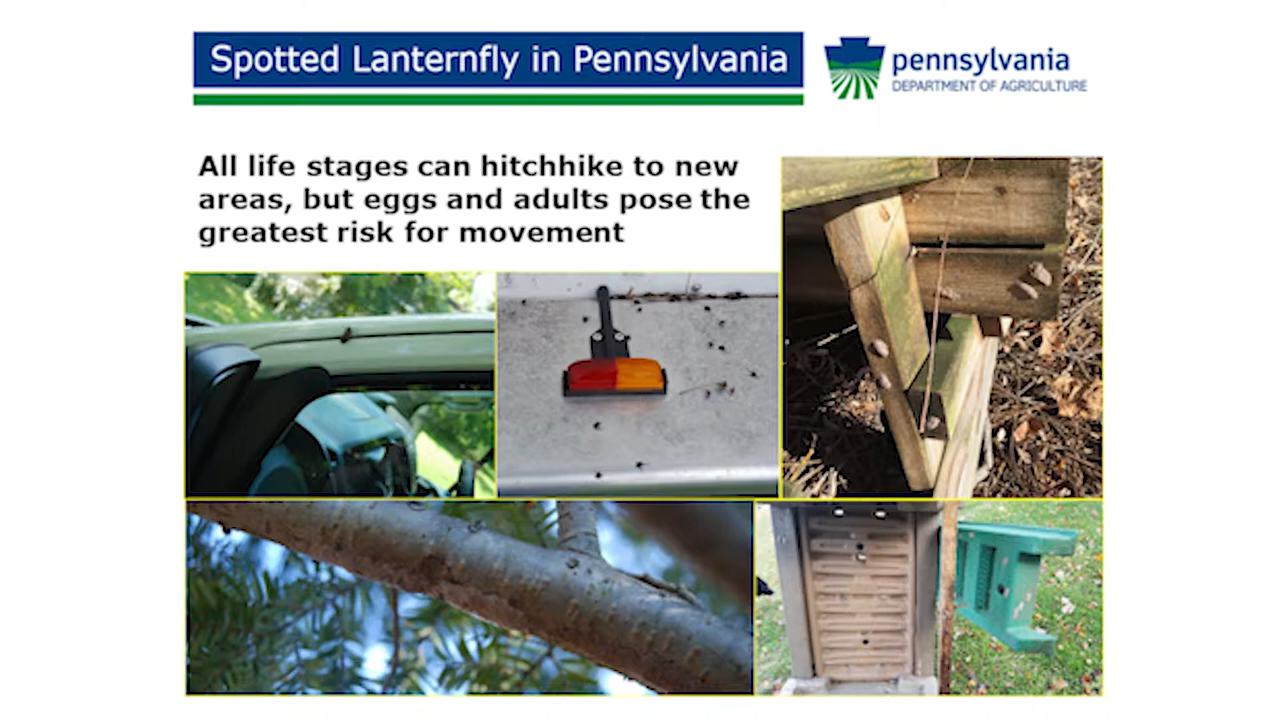 Spotted Lanternfly in Pennsylvania
pennsylvania
DEPARTMENT OF AGRICULTURE
All life stages can hitchhike to new
areas, but eggs and adults pose the
greatest risk for movement